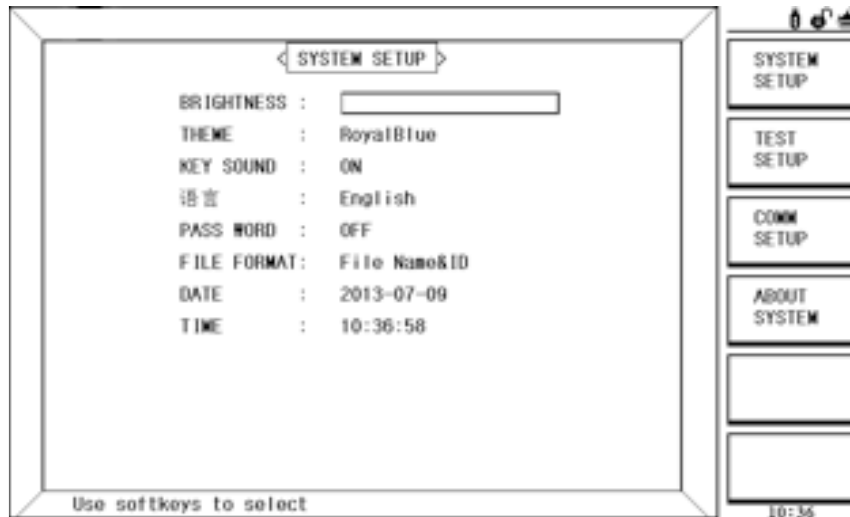 SYSTEM SETUP
BRIGHTNESS :
THEME : RoyalBlue
KEY SOUND : ON
语言 : English
PASS WORD : OFF
FILE FORMAT: File Name&ID
DATE : 2013-07-09
TIME : 10:36:58
Use softkeys to select
SYSTEM
SETUP
TEST
SETUP
COMM
SETUP
ABOUT
SYSTEM
10:36